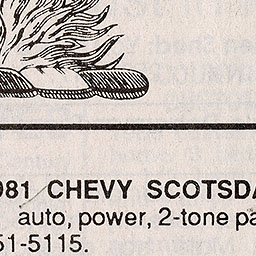 981 CHEVY SCOTSDA
auto, power, 2-tone pa
51-5115.